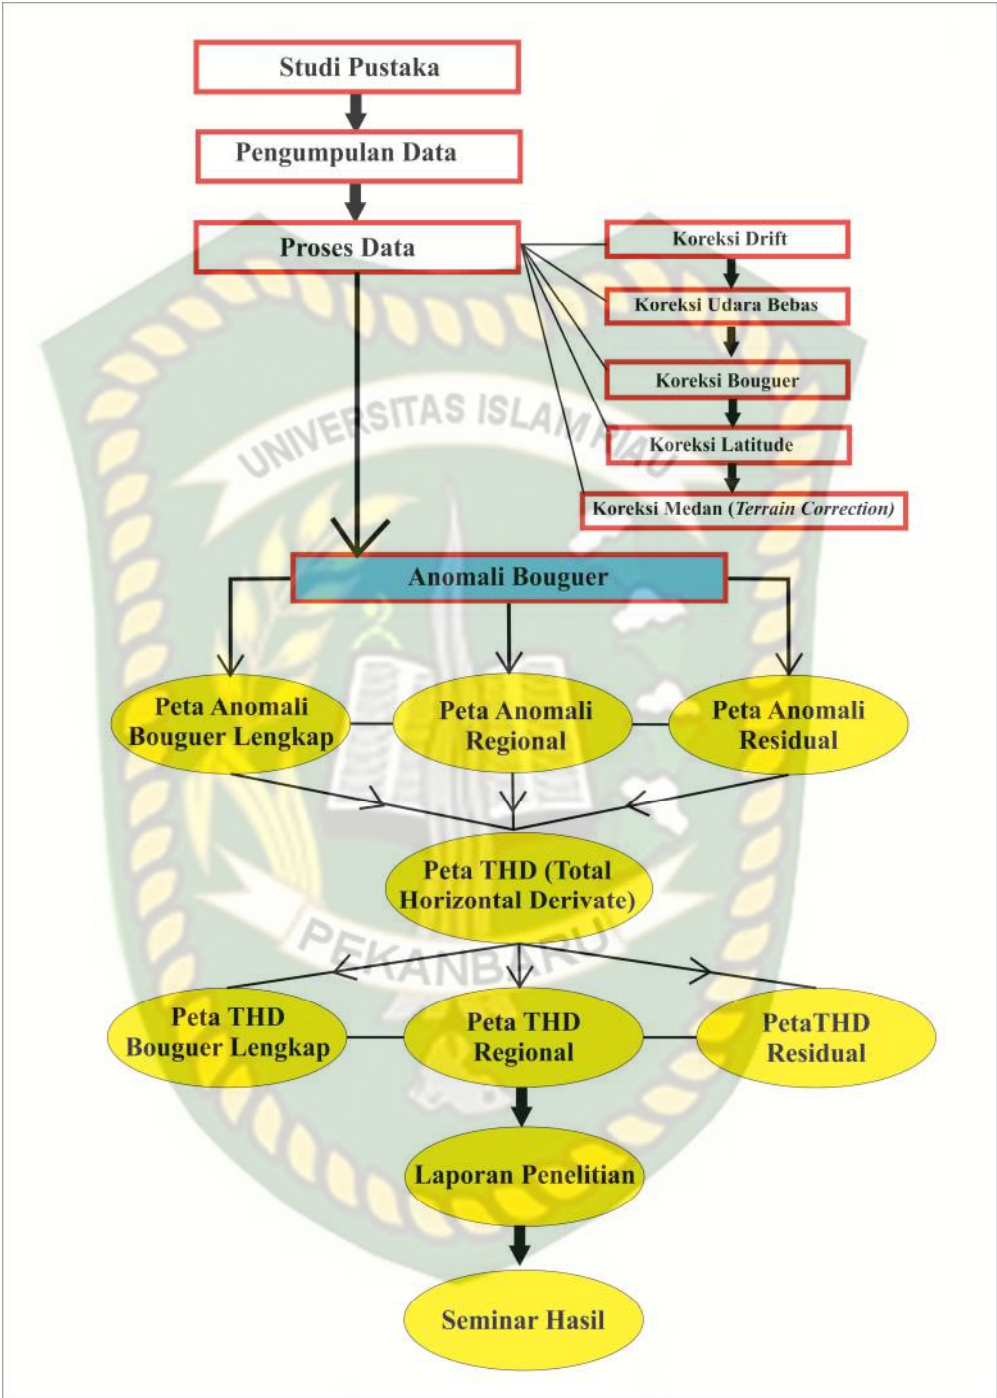 Studi Pustaka
Pengumpulan Data
Proses Data
Koreksi Drift
Koreksi Udara Bebas
Koreksi Bouguer
Koreksi Latitude
Koreksi Medan (Terrain Correction)
UNIVERSITAS ISLAM RIAU
Anomali Bouguer
Peta Anomali
Bouguer Lengkap
Peta Anomali
Regional
Peta Anomali
Residual
Peta THD (Total
Horizontal Derivate)
PEKANBARU
Peta THD
Bouguer Lengkap
Peta THD
Regional
PetaTHD
Residual
Laporan Penelitian
Seminar Hasil